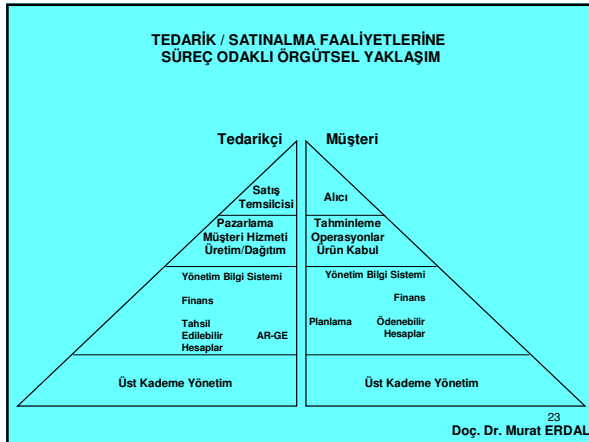 TEDARİK / SATINALMA FAALİYETLERİNE
SÜREÇ ODAKLI ÖRGÜTSEL YAKLAŞIM
Tedarikçi
Müşteri
Satış
Temsilcisi
Alıcı
Pazarlama
Müşteri Hizmeti
Üretim/Dağıtım
Tahminleme
Operasyonlar
Ürün Kabul
Yönetim Bilgi Sistemi
Finans
Tahsil
Edilebilir
Hesaplar
AR-GE
Yönetim Bilgi Sistemi
Finans
Planlama
Ödenebilir
Hesaplar
Üst Kademe Yönetim
Üst Kademe Yönetim
23
Doç. Dr. Murat ERDAL